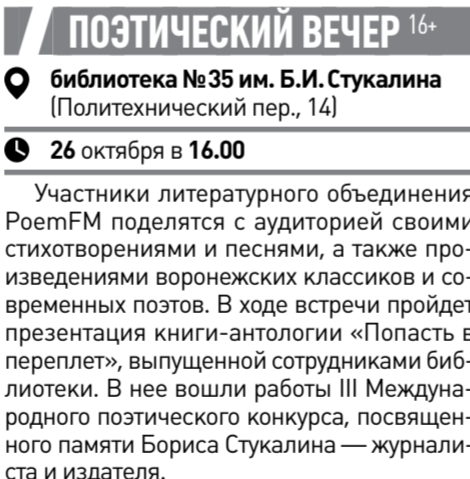 ПОЭТИЧЕСКИЙ ВЕЧЕР 16+
библиотека №35 им. Б.И. Стукалина
(Политехнический пер., 14)
26 октября в 16.00
Участники литературного объединения
PoemFM поделятся с аудиторией своими
стихотворениями и песнями, а также про-
изведениями воронежских классиков и со-
временных поэтов. В ходе встречи пройдет
презентация книги-антологии «Попасть в
переплет», выпущенной сотрудниками биб-
лиотеки. В нее вошли работы III Междуна-
родного поэтического конкурса, посвящен-
ного памяти Бориса Стукалина — журнали-
ста и издателя.